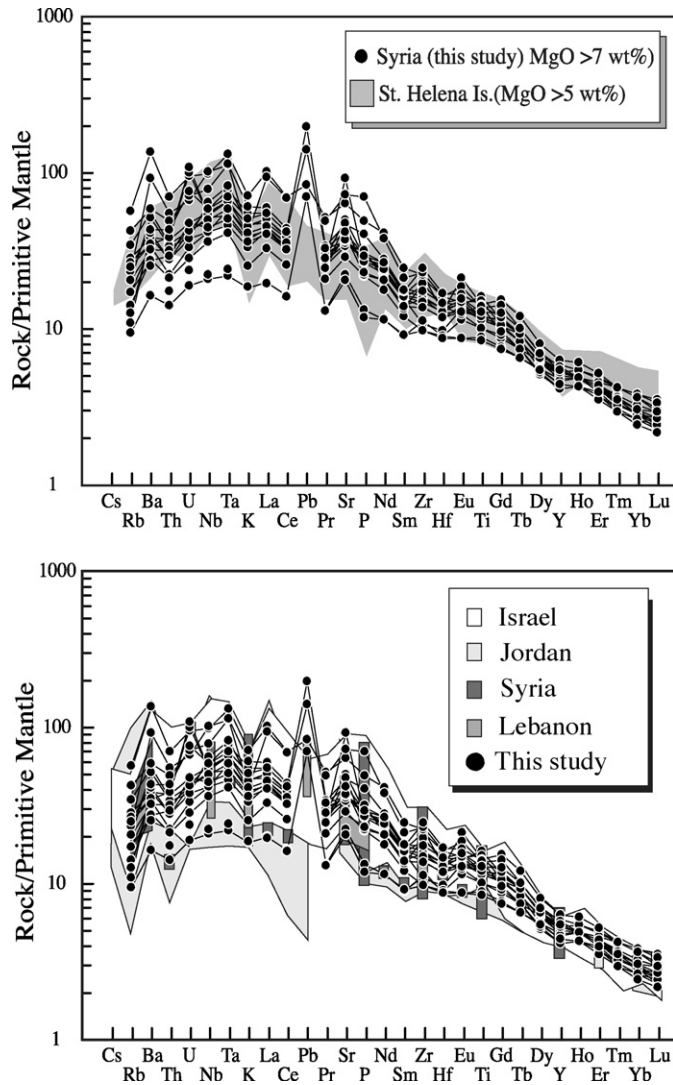 1000
100
10
1
Rock/Primitive Mantle
Syria (this study) MgO >7 wt%)
St. Helena Is.(MgO >5 wt%)
Cs Ba U Ta La Pb Sr Nd Zr Eu Gd Dy Ho Tm Lu
Rb Th Nb K Ce Pr P Sm Hf Ti Tb Y Er Yb
1000
100
10
1
Rock/Primitive Mantle
Israel
Jordan
Syria
Lebanon
This study
Cs Ba U Ta La Pb Sr Nd Zr Eu Gd Dy Ho Tm Lu
Rb Th Nb K Ce Pr P Sm Hf Ti Tb Y Er Yb